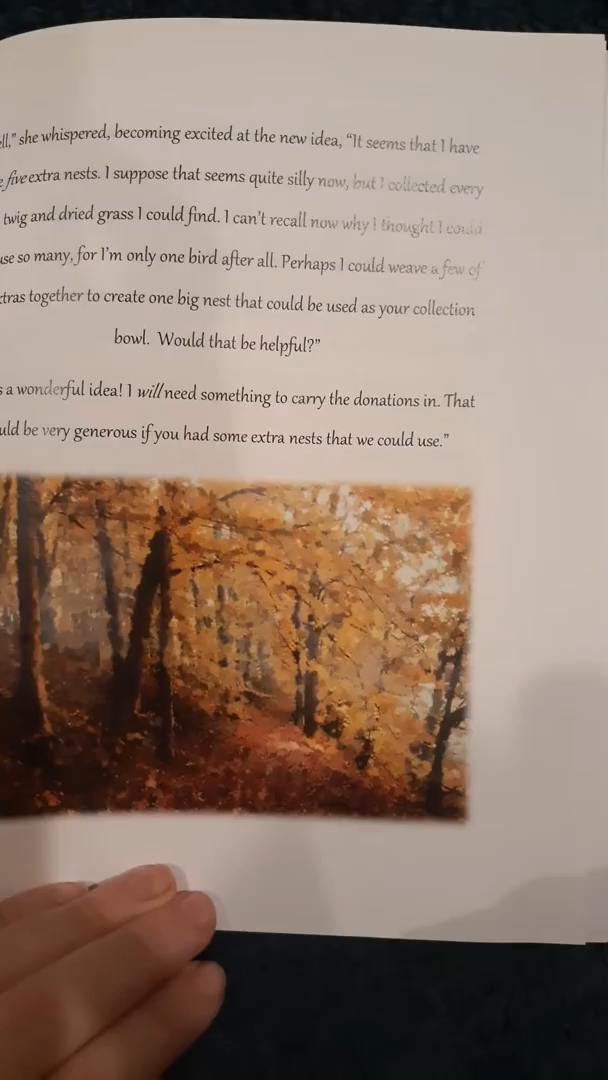 she whispered, becoming excited at the new idea, “It seems that I have
five extra nests. I suppose that seems quite silly now, but I collected every
twig and dried grass I could find. I can’t recall now why I thought I could
so many, for I’m only one bird after all. Perhaps I could weave a few of
together to create one big nest that could be used as your collection
bowl. Would that be helpful?”
a wonderful idea! I will need something to carry the donations in. That
be very generous if you had some extra nests that we could use.”